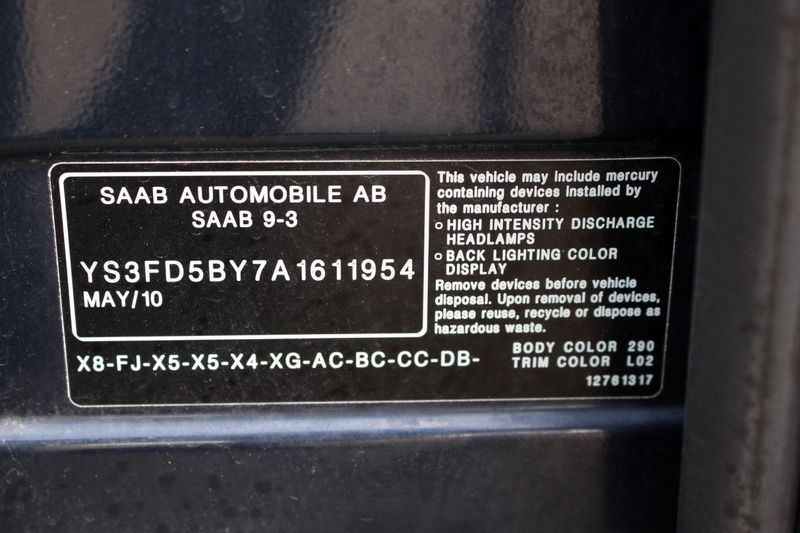 SAAB AUTOMOBILE AB
SAAB 9-3
YS3FD5BY7A1611954
MAY/10
This vehicle may include mercury
containing devices installed by
the manufacturer :
o HIGH INTENSITY DISCHARGE
HEADLAMPS
o BACK LIGHTING COLOR
DISPLAY
Remove devices before vehicle
disposal. Upon removal of devices,
please reuse, recycle or dispose as
hazardous waste.
X8-FJ-X5-X5-X4-XG-AC-BC-CC-DB-
BODY COLOR 290
TRIM COLOR L02
12761317